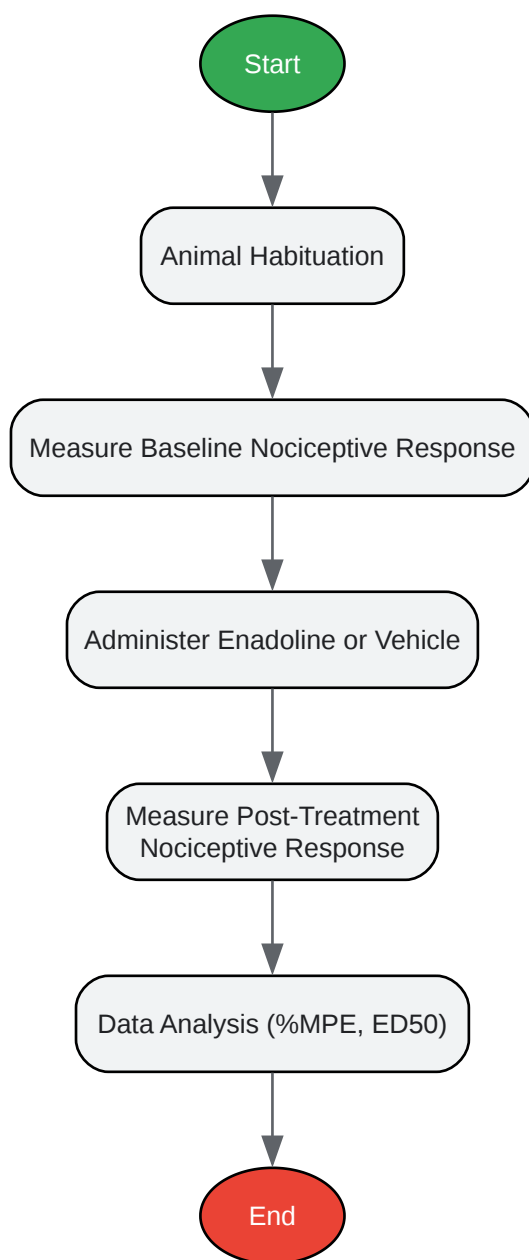 Start
Animal Habituation
Measure Baseline Nociceptive Response
Administer Enadoline or Vehicle
Measure Post-Treatment
Nociceptive Response
Data Analysis (%MPE, ED50)
End